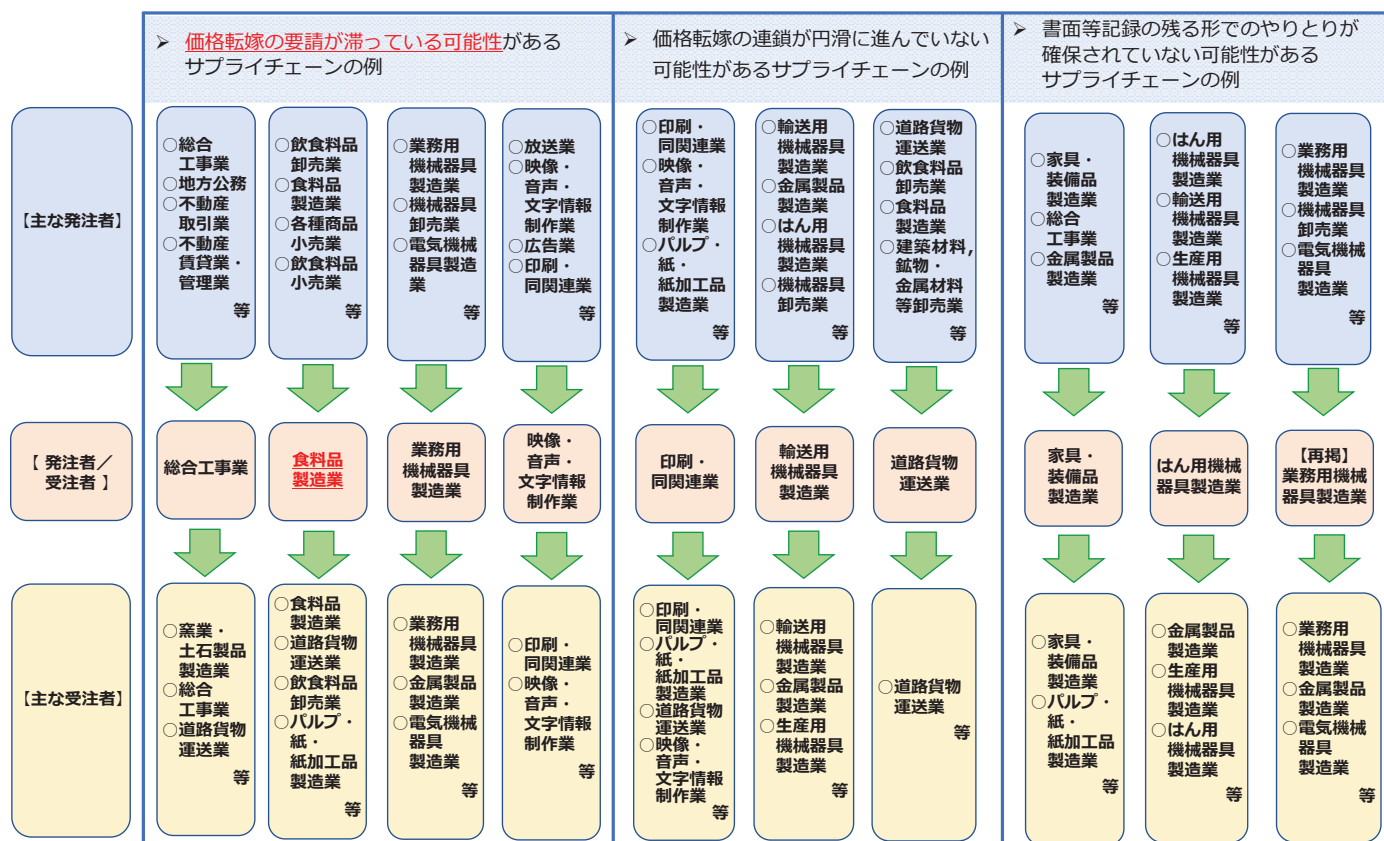 ➢ 価格転嫁の要請が滞っている可能性がある
サプライチェーンの例
➢ 価格転嫁の連鎖が円滑に進んでいない
可能性があるサプライチェーンの例
➢ 書面等記録の残る形でのやりとりが
確保されていない可能性がある
サプライチェーンの例
【主な発注者】
○総合
工事業
○地方公務
○不動産
取引業
○不動産
賃貸業・
管理業
等
○飲食料品
卸売業
○食料品
製造業
○各種商品
小売業
○飲食料品
小売業
等
○業務用
機械器具
製造業
○機械器具
卸売業
○電気機械
器具製造
業
等
○放送業
○映像・
音声・
文字情報
制作業
○広告業
○印刷・
同関連業
等
○印刷・
同関連業
○映像・
音声・
文字情報
制作業
○パルプ・
紙・
紙加工品
製造業
等
○輸送用
機械器具
製造業
○金属製品
製造業
○はん用
機械器具
製造業
○機械器具
卸売業
等
○道路貨物
運送業
○飲食料品
卸売業
○食料品
製造業
○建築材料,
鉱物・
金属材料
等卸売業
等
○家具・
装備品
製造業
○総合
工事業
○金属製品
製造業
等
○はん用
機械器具
製造業
○輸送用
機械器具
製造業
○生産用
機械器具
製造業
等
○業務用
機械器具
製造業
○機械器具
卸売業
○電気機械
器具
製造業
等
【 発注者／
受注者 】
総合工事業
食料品
製造業
業務用
機械器具
製造業
映像・
音声・
文字情報
制作業
印刷・
同関連業
輸送用
機械器具
製造業
道路貨物
運送業
家具・
装備品
製造業
はん用機械
器具製造業
【再掲】
業務用機械
器具製造業
【主な受注者】
○窯業・
土石製品
製造業
○総合
工事業
○道路貨物
運送業
等
○食料品
製造業
○道路貨物
運送業
○飲食料品
卸売業
○パルプ・
紙・
紙加工品
製造業
等
○業務用
機械器具
製造業
○金属製品
製造業
○電気機械
器具
製造業
等
○印刷・
同関連業
○映像・
音声・
文字情報
制作業
等
○印刷・
同関連業
○パルプ・
紙・
紙加工品
製造業
○道路貨物
運送業
○映像・
音声・
文字情報
制作業
等
○輸送用
機械器具
製造業
○金属製品
製造業
○生産用
機械器具
製造業
等
○道路貨物
運送業
等
○家具・
装備品
製造業
○パルプ・
紙・
紙加工品
製造業
等
○金属製品
製造業
○生産用
機械器具
製造業
○はん用
機械器具
製造業
等
○業務用
機械器具
製造業
○金属製品
製造業
○電気機械
器具
製造業
等